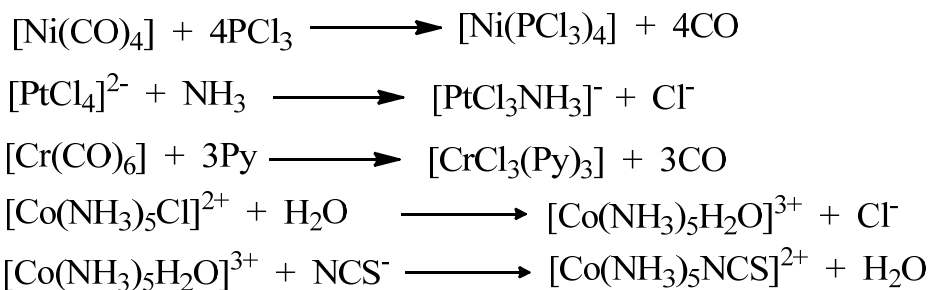 [Ni(CO)₄] + 4PCl₃ ⟶ [Ni(PCl₃)₄] + 4CO
[PtCl₄]²⁻ + NH₃ ⟶ [PtCl₃NH₃]⁻ + Cl⁻
[Cr(CO)₆] + 3Py ⟶ [CrCl₃(Py)₃] + 3CO
[Co(NH₃)₅Cl]²⁺ + H₂O ⟶ [Co(NH₃)₅H₂O]³⁺ + Cl⁻
[Co(NH₃)₅H₂O]³⁺ + NCS⁻ ⟶ [Co(NH₃)₅NCS]²⁺ + H₂O